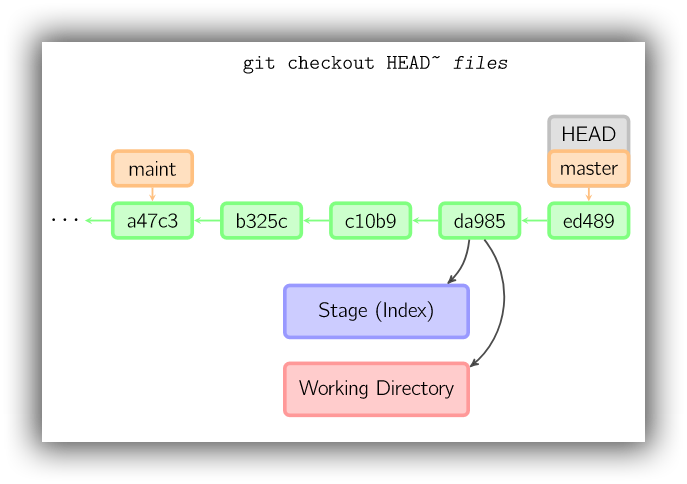 git checkout HEAD~ files
HEAD
maint
master
... a47c3 b325c c10b9 da985 ed489
Stage (Index)
Working Directory